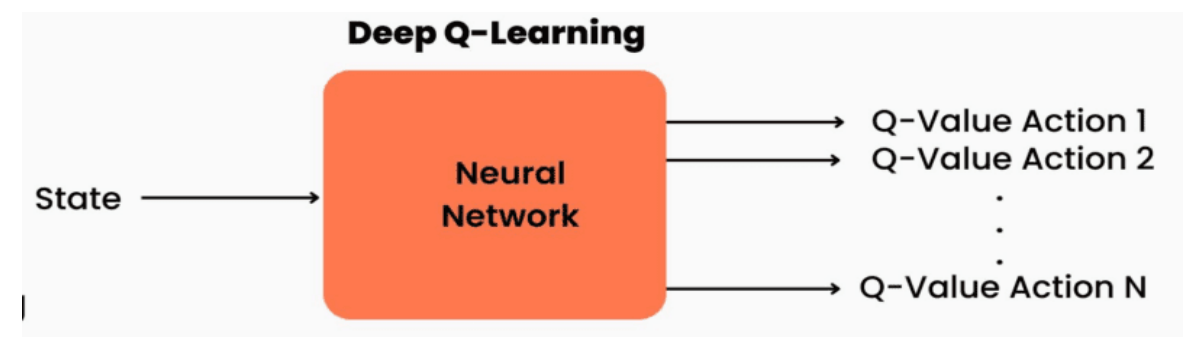 Deep Q-Learning
State
Neural
Network
Q-Value Action 1
Q-Value Action 2
.
.
.
Q-Value Action N